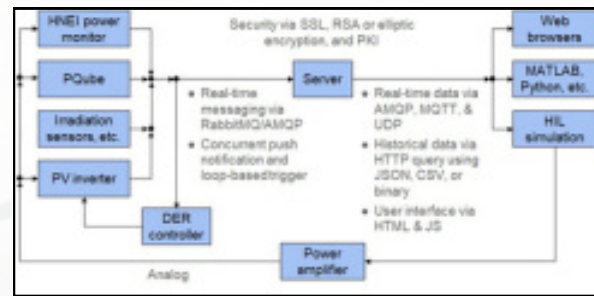 HNEI power
monitor
PQube
Irradiation
sensors, etc.
PV inverter
DER
controller
Security via SSL, RSA or elliptic
encryption, and PKI
Server
● Real-time
messaging via
RabbitMQ/AMQP
● Concurrent push
notification and
loop-based/trigger
● Real-time data via
AMQP, MQTT, &
UDP
● Historical data via
HTTP query using
JSON, CSV, or
binary
● User interface via
HTML & JS
Web
browsers
MATLAB,
Python, etc.
HIL
simulation
Power
amplifier
Analog